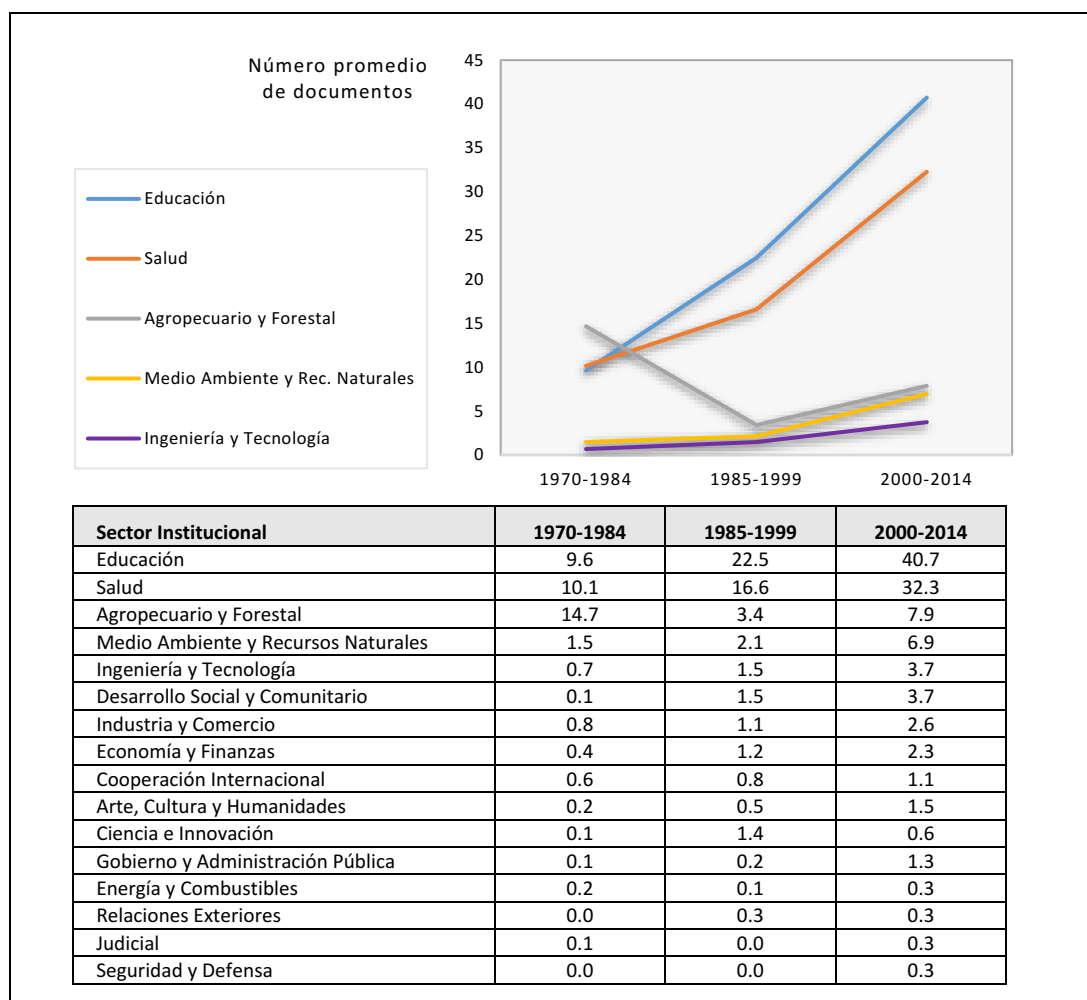 Número promedio
de documentos
45
40
35
30
25
20
15
10
5
0
Educación
Salud
Agropecuario y Forestal
Medio Ambiente y Rec. Naturales
Ingeniería y Tecnología
1970-1984 1985-1999 2000-2014
Sector Institucional 1970-1984 1985-1999 2000-2014
Educación 9.6 22.5 40.7
Salud 10.1 16.6 32.3
Agropecuario y Forestal 14.7 3.4 7.9
Medio Ambiente y Recursos Naturales 1.5 2.1 6.9
Ingeniería y Tecnología 0.7 1.5 3.7
Desarrollo Social y Comunitario 0.1 1.5 3.7
Industria y Comercio 0.8 1.1 2.6
Economía y Finanzas 0.4 1.2 2.3
Cooperación Internacional 0.6 0.8 1.1
Arte, Cultura y Humanidades 0.2 0.5 1.5
Ciencia e Innovación 0.1 1.4 0.6
Gobierno y Administración Pública 0.1 0.2 1.3
Energía y Combustibles 0.2 0.1 0.3
Relaciones Exteriores 0.0 0.3 0.3
Judicial 0.1 0.0 0.3
Seguridad y Defensa 0.0 0.0 0.3